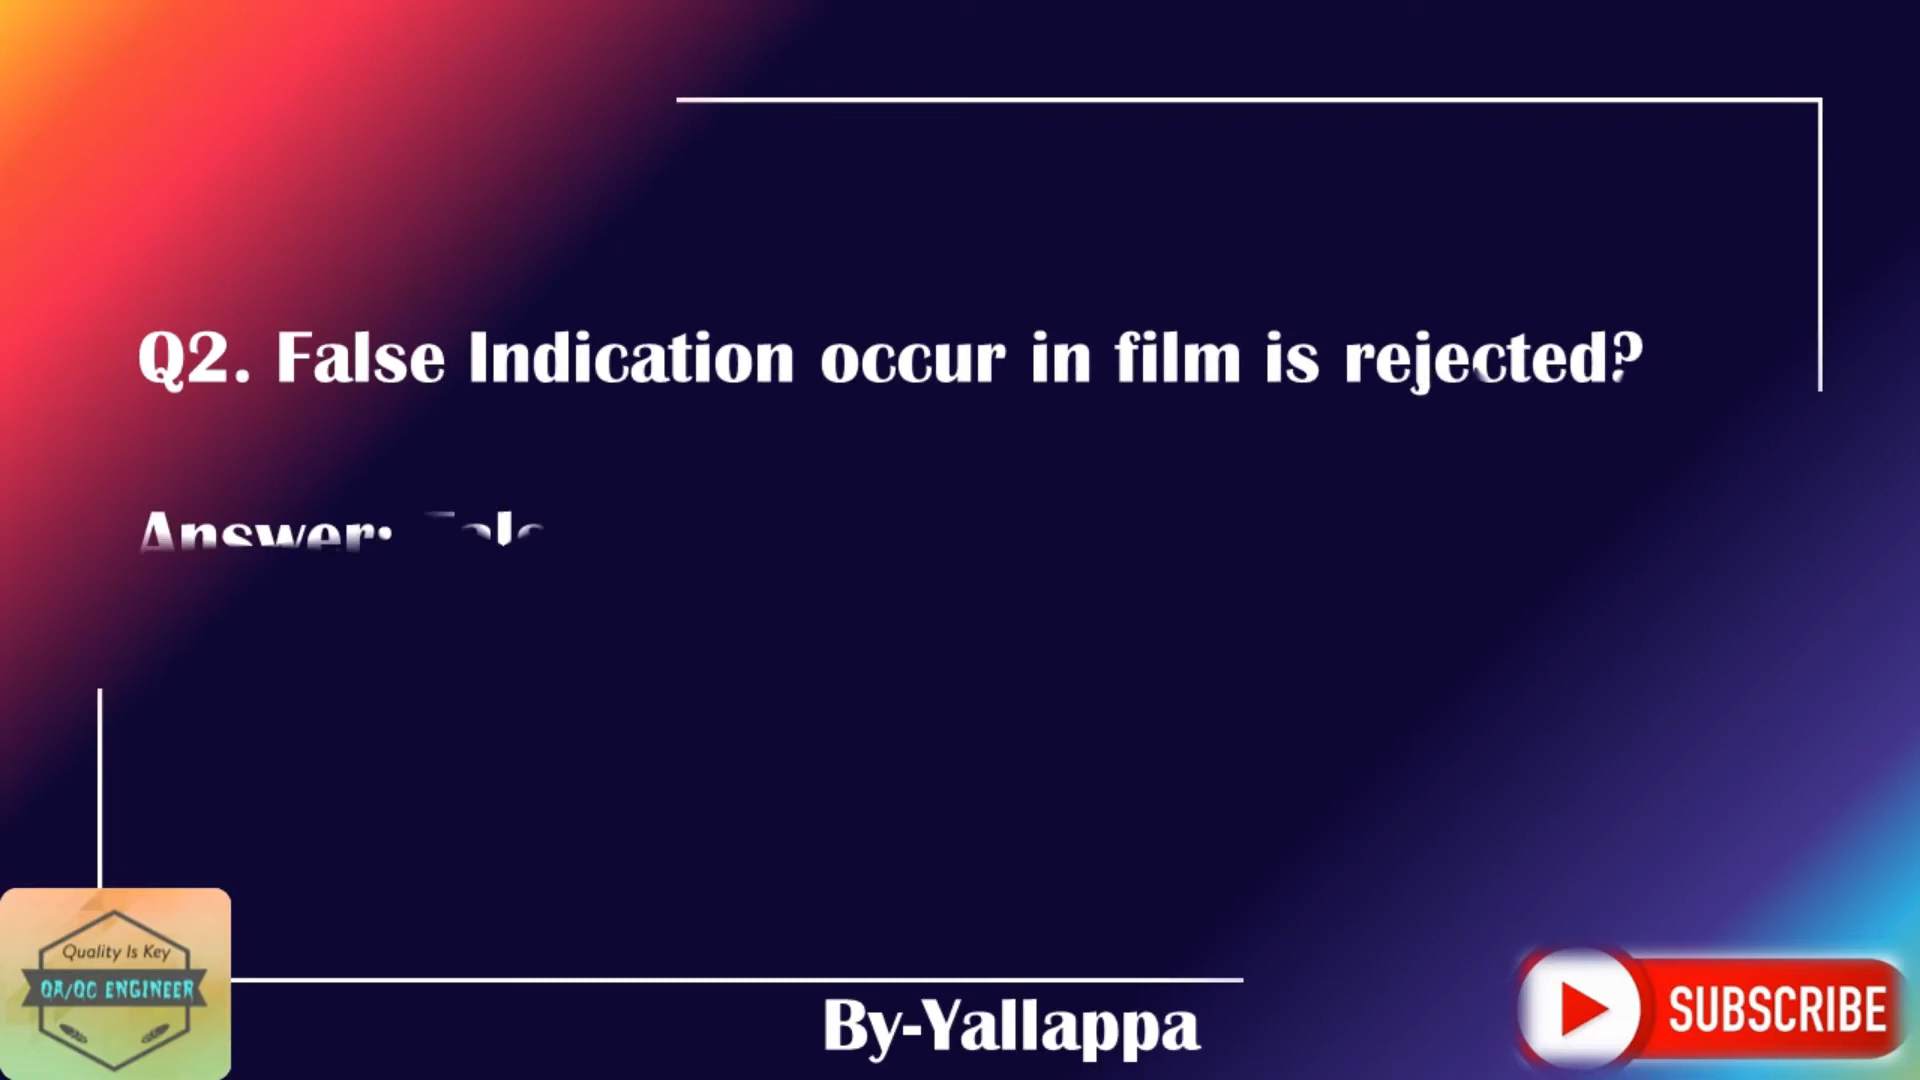 Q2. False Indication occur in film is rejected?
Answer:
Quality Is Key
QA/QC ENGINEER
By-Yallappa
SUBSCRIBE